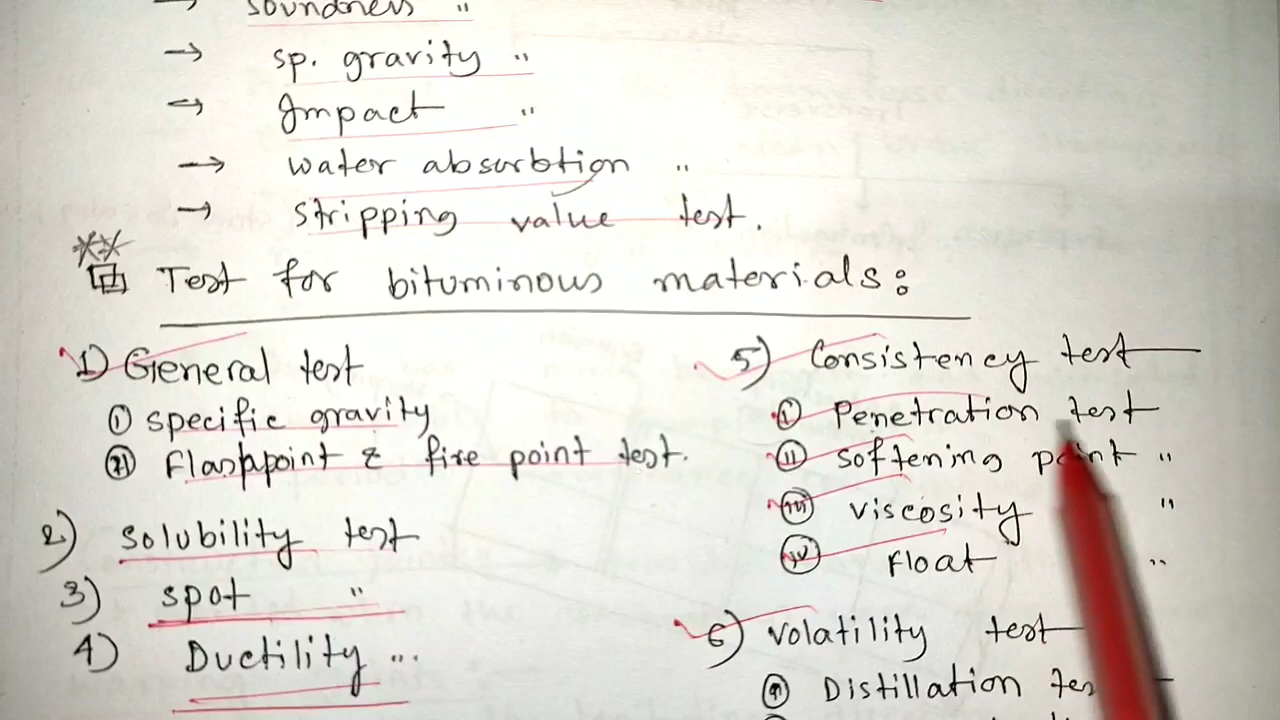 → soundness "
→ sp. gravity "
→ Impact "
→ water absurbtion "
→ stripping value test.
** Test for bituminous materials:
1) General test
i) specific gravity
ii) Flashpoint & fire point test.
2) solubility test
3) spot "
4) Ductility "
5) Consistency test
i) Penetration test
ii) softening point "
iii) viscosity "
iv) Float "
6) volatility test
Distillation